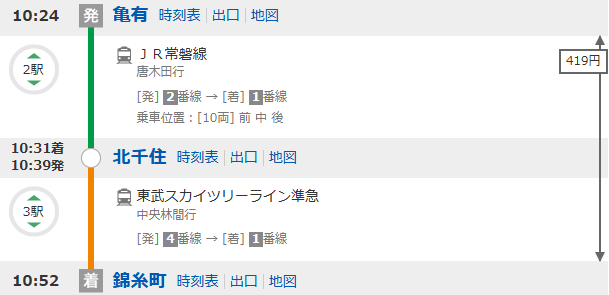 10:24 発 亀有 時刻表 出口 地図
2駅
ＪＲ常磐線
唐木田行
[発] 2番線 → [着] 1番線
乗車位置：[10両] 前 中 後
419円
10:31着
10:39発
北千住 時刻表 出口 地図
3駅
東武スカイツリーライン準急
中央林間行
[発] 4番線 → [着] 1番線
10:52 着 錦糸町 時刻表 出口 地図